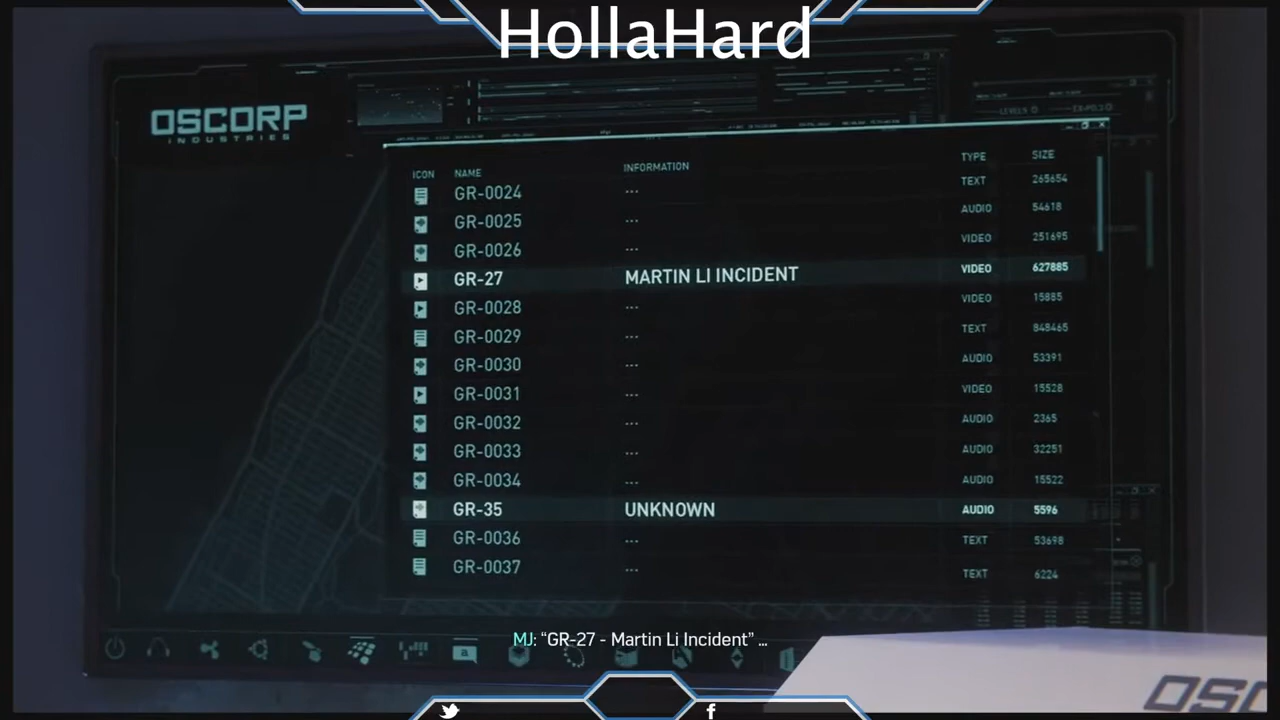 HollaHard
OSCORP
INDUSTRIES
LEVELS
ICON NAME INFORMATION TYPE SIZE
GR-0024 --- TEXT 265654
GR-0025 --- AUDIO 54618
GR-0026 --- VIDEO 251695
GR-27 MARTIN LI INCIDENT VIDEO 627885
GR-0028 --- VIDEO 15885
GR-0029 --- TEXT 848465
GR-0030 --- AUDIO 53391
GR-0031 --- VIDEO 15528
GR-0032 --- AUDIO 2365
GR-0033 --- AUDIO 32251
GR-0034 --- AUDIO 15522
GR-35 UNKNOWN AUDIO 5596
GR-0036 --- TEXT 53698
GR-0037 --- TEXT 6224
MJ: “GR-27 - Martin Li Incident” ...
a
OSC
f